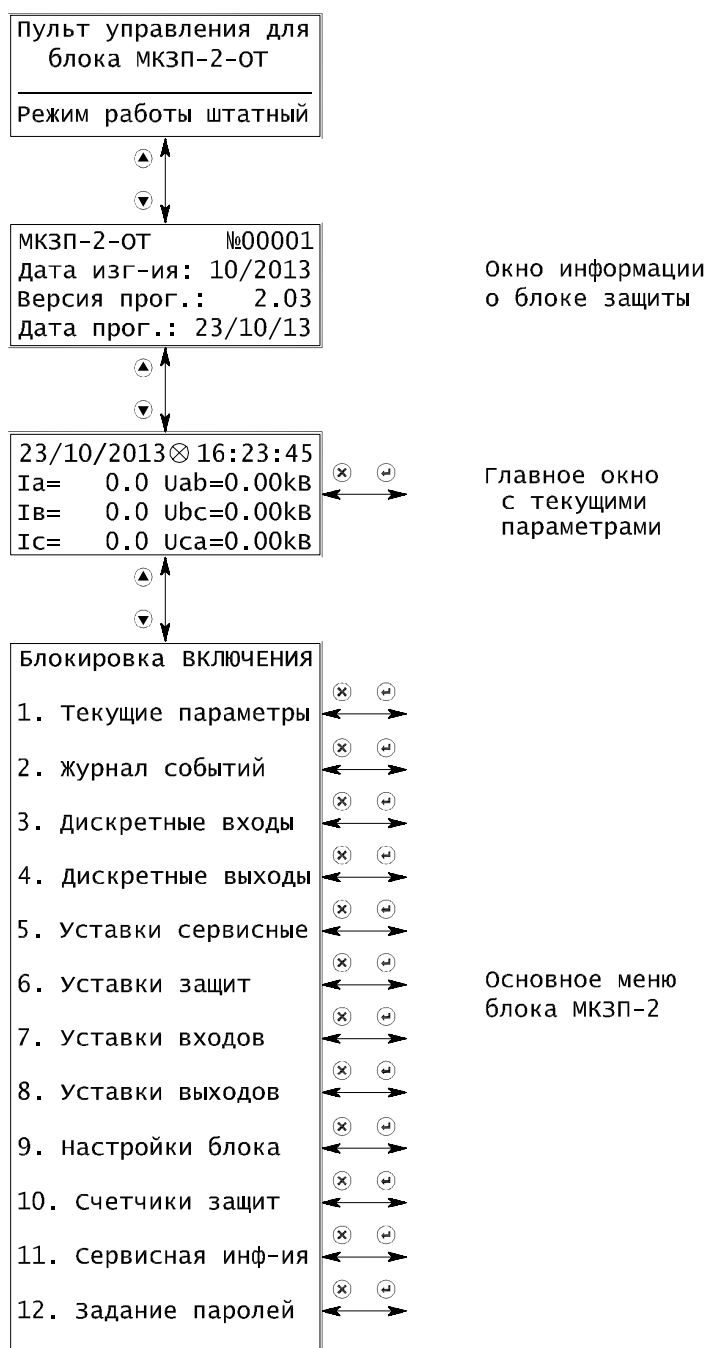 Пульт управления для
блока МКЗП-2-ОТ
Режим работы штатный
МКЗП-2-ОТ №00001
Дата изг-ия: 10/2013
Версия прог.: 2.03
Дата прог.: 23/10/13
Окно информации
о блоке защиты
23/10/2013⊗16:23:45
Iа= 0.0 Uab=0.00kВ
Iв= 0.0 Ubc=0.00kВ
Iс= 0.0 Uca=0.00kВ
Главное окно
с текущими
параметрами
Блокировка ВКЛЮЧЕНИЯ
1. Текущие параметры
2. Журнал событий
3. Дискретные входы
4. Дискретные выходы
5. Уставки сервисные
6. Уставки защит
7. Уставки входов
8. Уставки выходов
9. Настройки блока
10. Счетчики защит
11. Сервисная инф-ия
12. Задание паролей
Основное меню
блока МКЗП-2